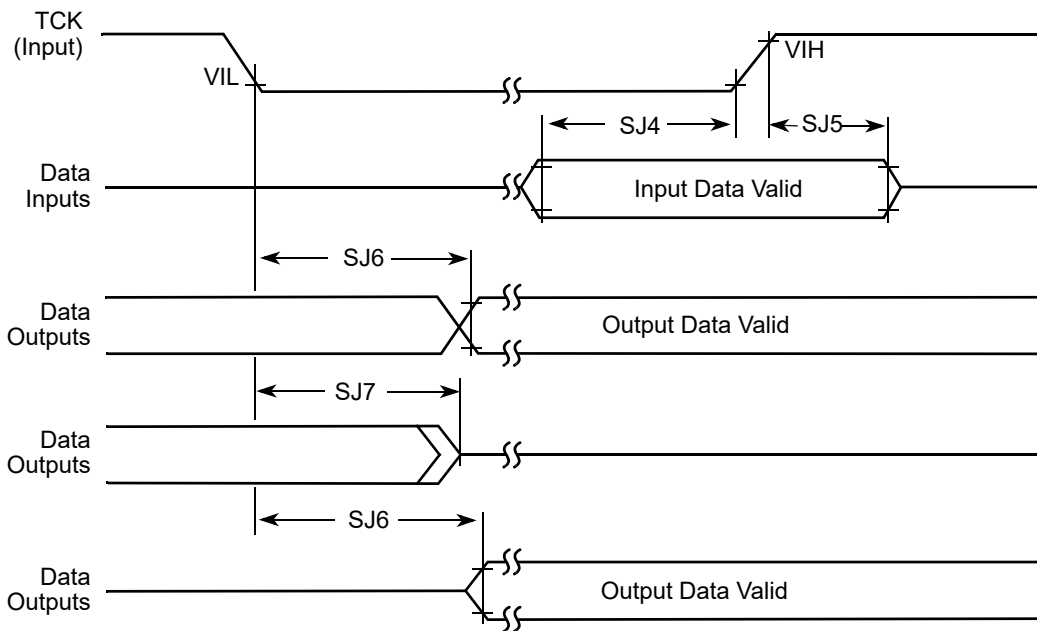 TCK
(Input)
VIL
VIH
SJ4
SJ5
Data
Inputs
Input Data Valid
SJ6
Data
Outputs
Output Data Valid
SJ7
Data
Outputs
SJ6
Data
Outputs
Output Data Valid